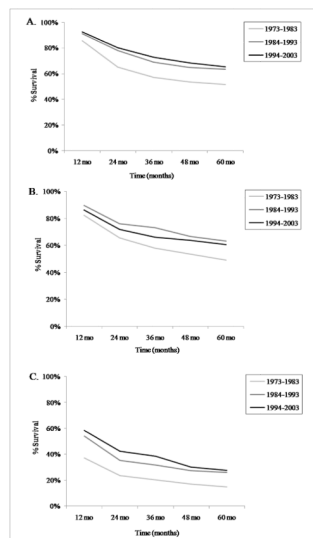 A.
100%
80%
60%
40%
20%
0%
% Survival
12 mo 24 mo 36 mo 48 mo 60 mo
Time (months)
1973-1983
1984-1993
1994-2003
B.
100%
80%
60%
40%
20%
0%
% Survival
12 mo 24 mo 36 mo 48 mo 60 mo
Time (months)
1973-1983
1984-1993
1994-2003
C.
100%
80%
60%
40%
20%
0%
% Survival
12 mo 24 mo 36 mo 48 mo 60 mo
Time (months)
1973-1983
1984-1993
1994-2003